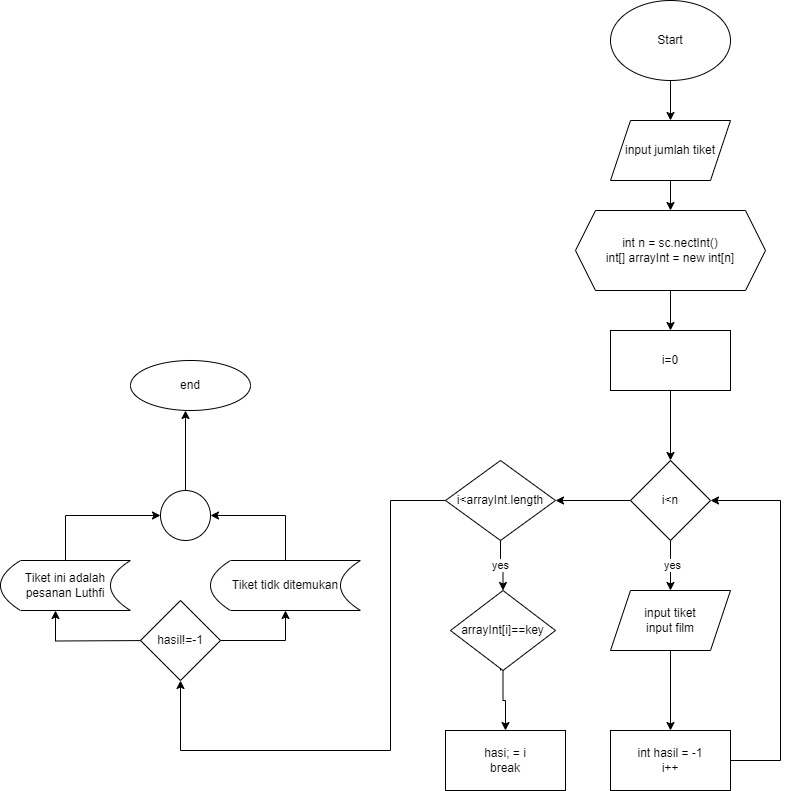 Start
input jumlah tiket
int n = sc.nectInt()
int[] arrayInt = new int[n]
i=0
end
i<arrayInt.length
i<n
Tiket ini adalah
pesanan Luthfi
Tiket tidk ditemukan
yes
yes
hasil!=-1
arrayInt[i]==key
input tiket
input film
hasi; = i
break
int hasil = -1
i++